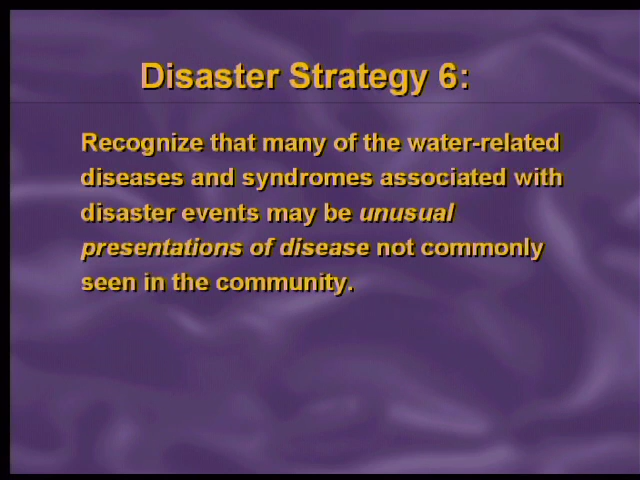 Disaster Strategy 6:
Recognize that many of the water-related
diseases and syndromes associated with
disaster events may be unusual
presentations of disease not commonly
seen in the community.